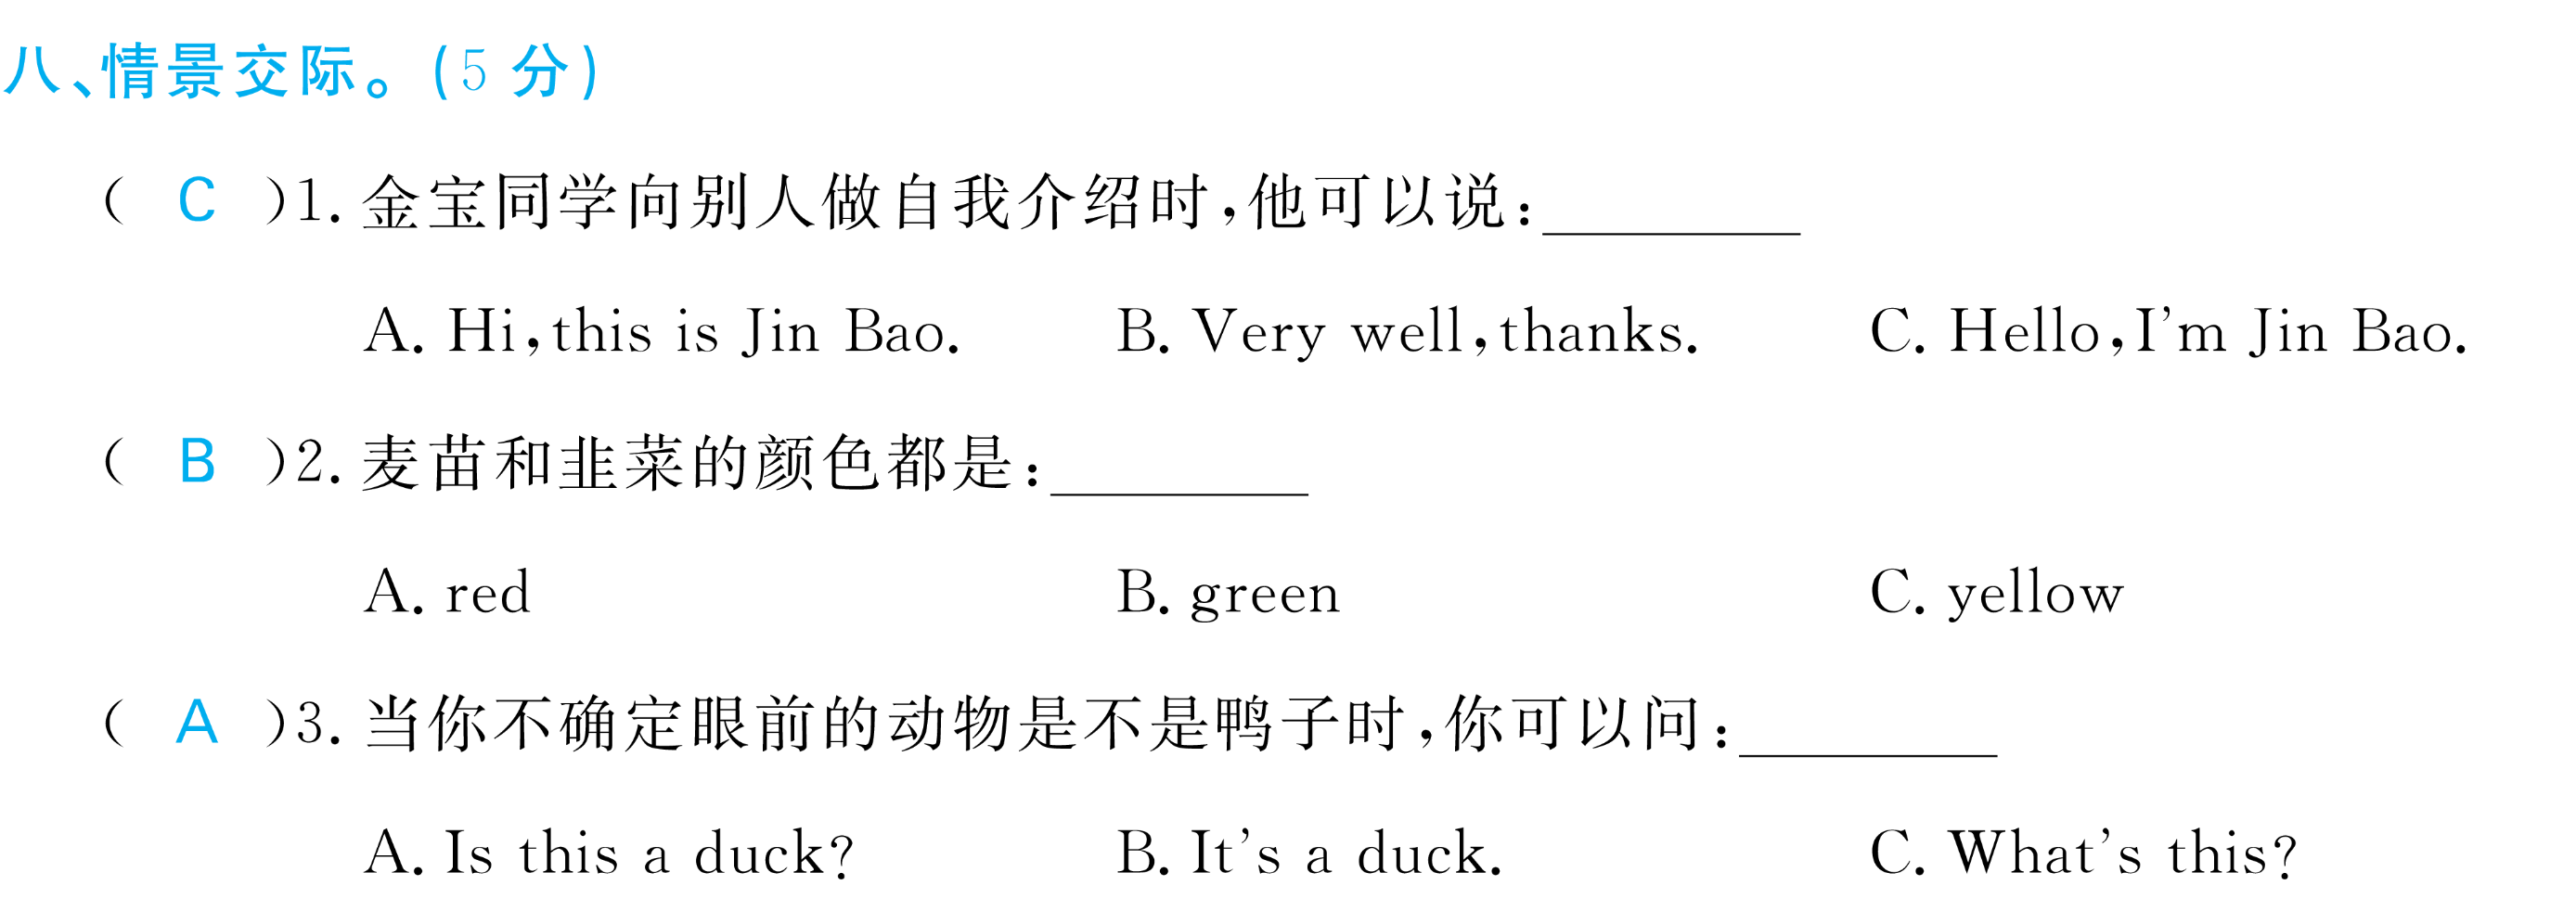 八、情景交际。(5 分)
( C )1. 金宝同学向别人做自我介绍时,他可以说:________
A. Hi,this is Jin Bao. B. Very well,thanks. C. Hello,I’m Jin Bao.
( B )2. 麦苗和韭菜的颜色都是:________
A. red B. green C. yellow
( A )3. 当你不确定眼前的动物是不是鸭子时,你可以问:________
A. Is this a duck? B. It’s a duck. C. What’s this?